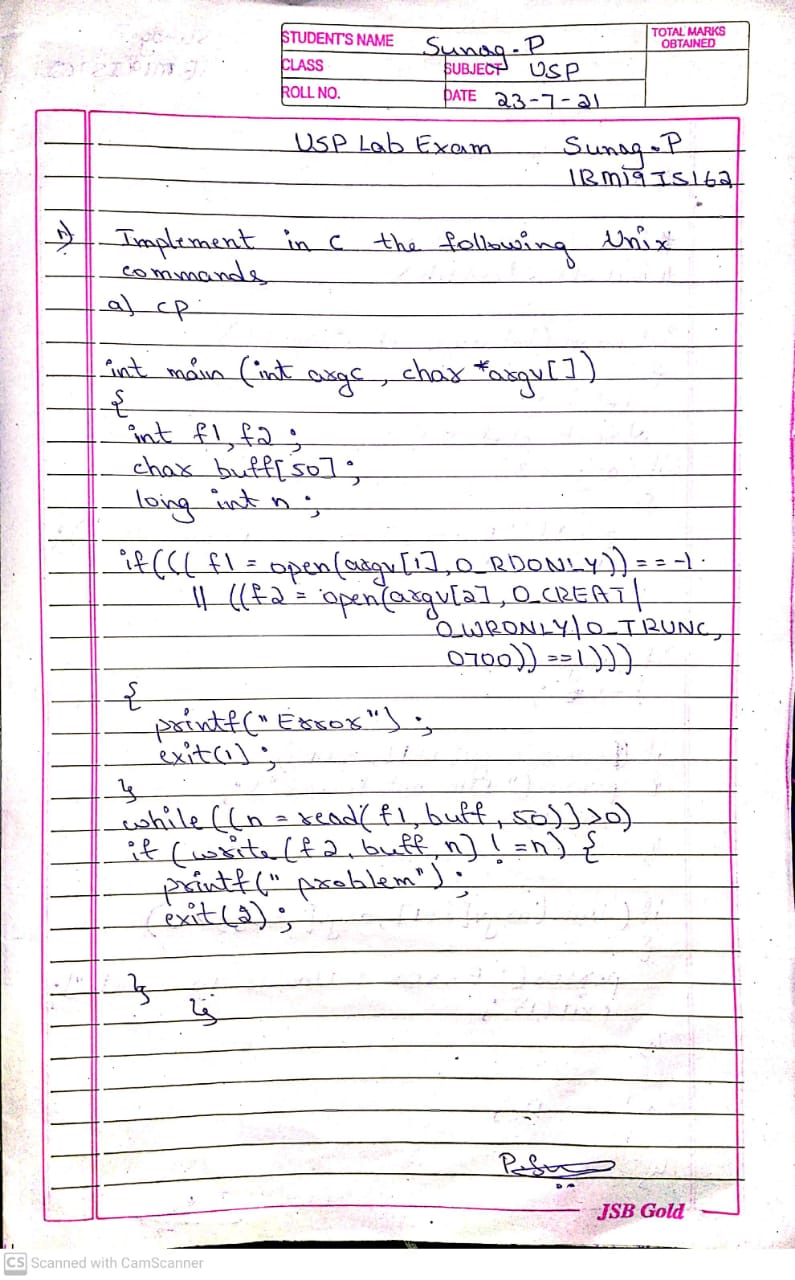 STUDENT'S NAME Sunag.P
TOTAL MARKS OBTAINED
CLASS SUBJECT USP
ROLL NO. DATE 23-7-21
USP Lab Exam Sunag.P
1BM19IS162
Implement in C the following Unix
commands
a) cp
int main (int argc, char *argv[])
{
int f1, f2;
char buff[50];
long int n;
if((( f1 = open(argv[1], O_RDONLY)) == -1
|| ((f2 = open(argv[2], O_CREAT|
O_WRONLY|O_TRUNC,
0700)) ==1)))
{
printf("Error");
exit(1);
}
while ((n = read(f1, buff, 50))>0)
if (write(f2, buff, n) != n) {
printf("problem");
exit(2);
}
}
JSB Gold
CS Scanned with CamScanner